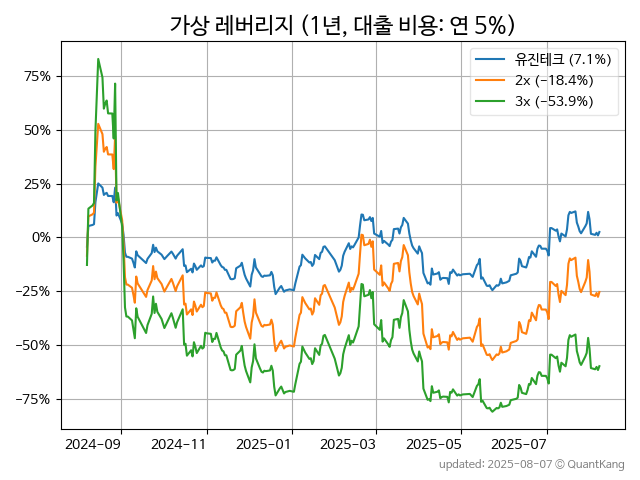 가상 레버리지 (1년, 대출 비용: 연 5%)
유진테크 (7.1%)
2x (−18.4%)
3x (−53.9%)
75%
50%
25%
0%
−25%
−50%
−75%
2024-09 2024-11 2025-01 2025-03 2025-05 2025-07
updated: 2025-08-07 © QuantKang